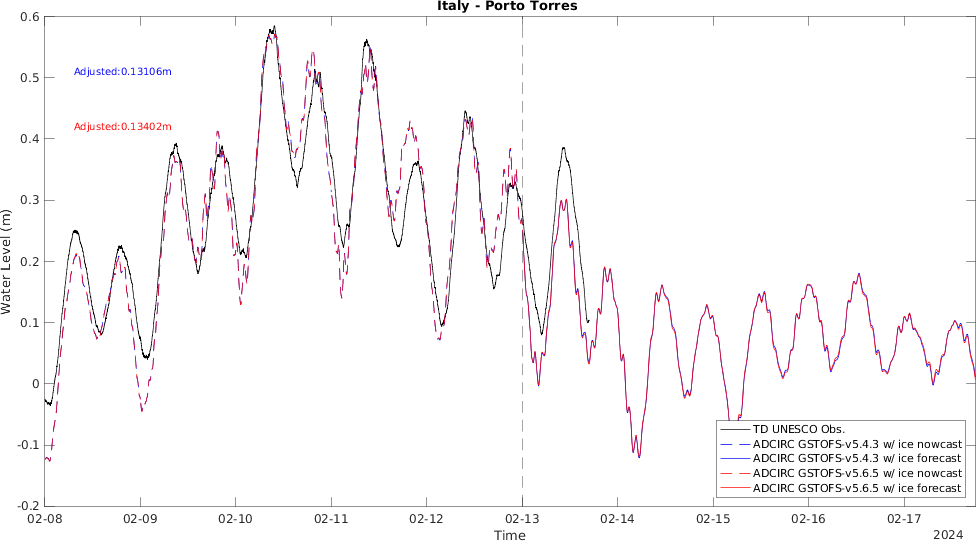 Italy - Porto Torres
0.6
0.5
0.4
0.3
0.2
0.1
0
-0.1
-0.2
Water Level (m)
Adjusted:0.13106m
Adjusted:0.13402m
TD UNESCO Obs.
ADCIRC GSTOFS-v5.4.3 w/ ice nowcast
ADCIRC GSTOFS-v5.4.3 w/ ice forecast
ADCIRC GSTOFS-v5.6.5 w/ ice nowcast
ADCIRC GSTOFS-v5.6.5 w/ ice forecast
02-08 02-09 02-10 02-11 02-12 02-13 02-14 02-15 02-16 02-17
Time
2024